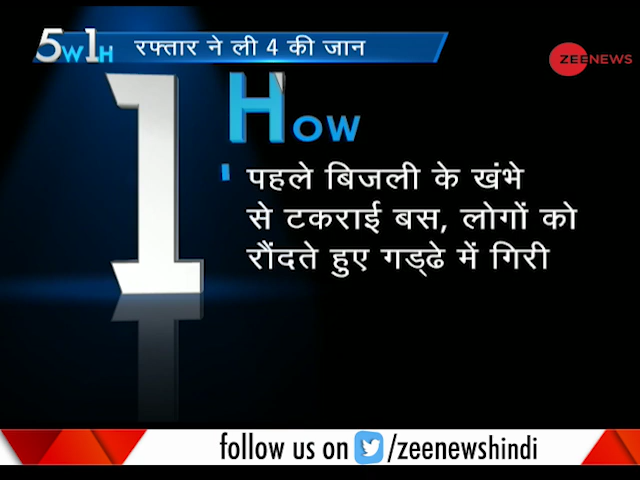 5W1H रफ्तार ने ली 4 की जान
ZEENEWS
1
How
पहले बिजली के खंभे
से टकराई बस, लोगों को
रौंदते हुए गड्ढे में गिरी
follow us on /zeenewshindi